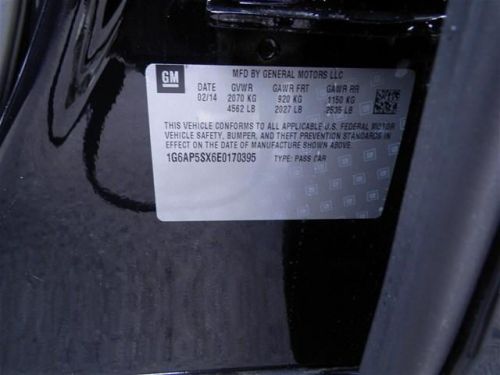 GM
MFD BY GENERAL MOTORS LLC
DATE GVWR GAWR FRT GAWR RR
02/14 2070 KG 920 KG 1150 KG
4562 LB 2027 LB 2535 LB
THIS VEHICLE CONFORMS TO ALL APPLICABLE U.S. FEDERAL MOTOR
VEHICLE SAFETY, BUMPER, AND THEFT PREVENTION STANDARDS IN
EFFECT ON THE DATE OF MANUFACTURE SHOWN ABOVE.
1G6AP5SX6E0170395 TYPE: PASS CAR